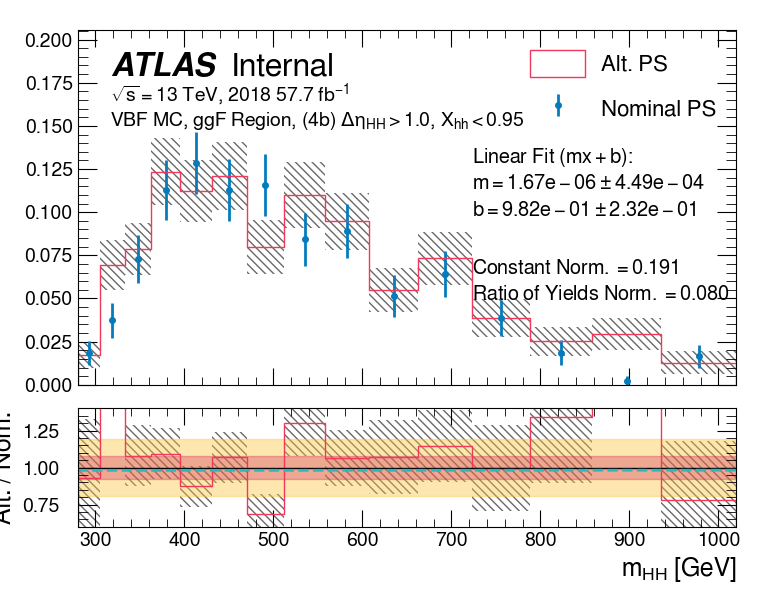 ATLAS Internal
√s = 13 TeV, 2018 57.7 fb⁻¹
VBF MC, ggF Region, (4b) Δη_HH > 1.0, X_hh < 0.95
Alt. PS
Nominal PS
Linear Fit (mx + b):
m = 1.67e − 06 ± 4.49e − 04
b = 9.82e − 01 ± 2.32e − 01
Constant Norm. = 0.191
Ratio of Yields Norm. = 0.080
0.200
0.175
0.150
0.125
0.100
0.075
0.050
0.025
0.000
Alt. / Nom.
1.25
1.00
0.75
300 400 500 600 700 800 900 1000
m_HH [GeV]